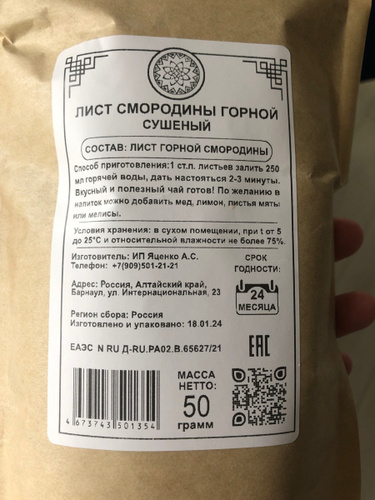 ЛИСТ СМОРОДИНЫ ГОРНОЙ
СУШЕНЫЙ
СОСТАВ: ЛИСТ ГОРНОЙ СМОРОДИНЫ
Способ приготовления:1 ст.л. листьев залить 250
мл горячей воды, дать настояться 2-3 минуты.
Вкусный и полезный чай готов! По желанию в
напиток можно добавить мед, лимон, листья мяты
или мелисы.
Условия хранения: в сухом помещении, при t от 5
до 25°C и относительной влажности не более 75%.
Изготовитель: ИП Яценко А.С.
Телефон: +7(909)501-21-21
Адрес: Россия, Алтайский край,
Барнаул, ул. Интернациональная, 23
СРОК
ГОДНОСТИ:
24
МЕСЯЦА
Регион сбора: Россия
Изготовлено и упаковано: 18.01.24
ЕАЭС N RU Д-RU.РА02.В.65627/21
EAC
МАССА
НЕТТО:
50
грамм
4 673743 501354